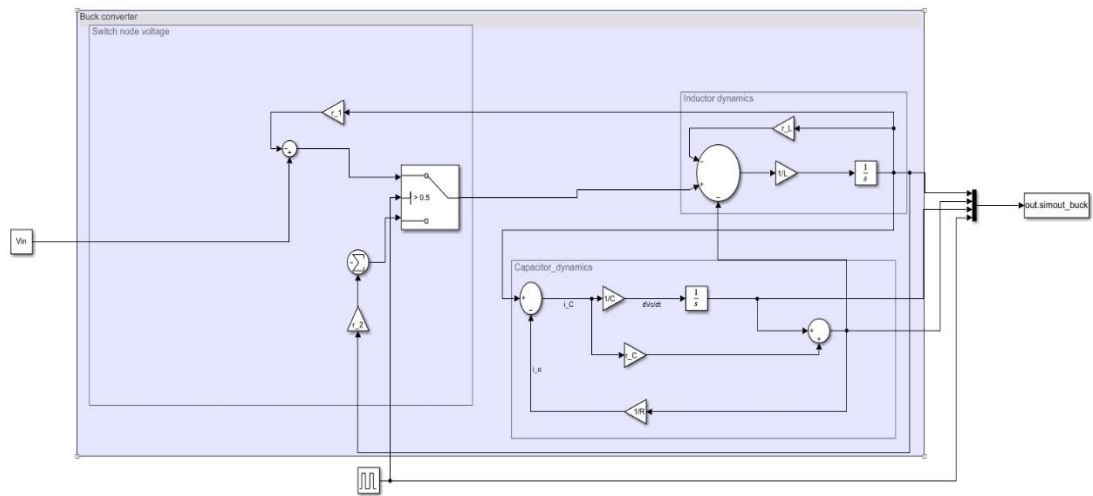 Buck converter
Switch node voltage
Inductor dynamics
r_1
r_L
1/L
1
s
> 0.5
out.simout_buck
Vin
Capacitor_dynamics
i_C
1/C
dVc/dt
1
s
r_2
r_C
i_o
1/R